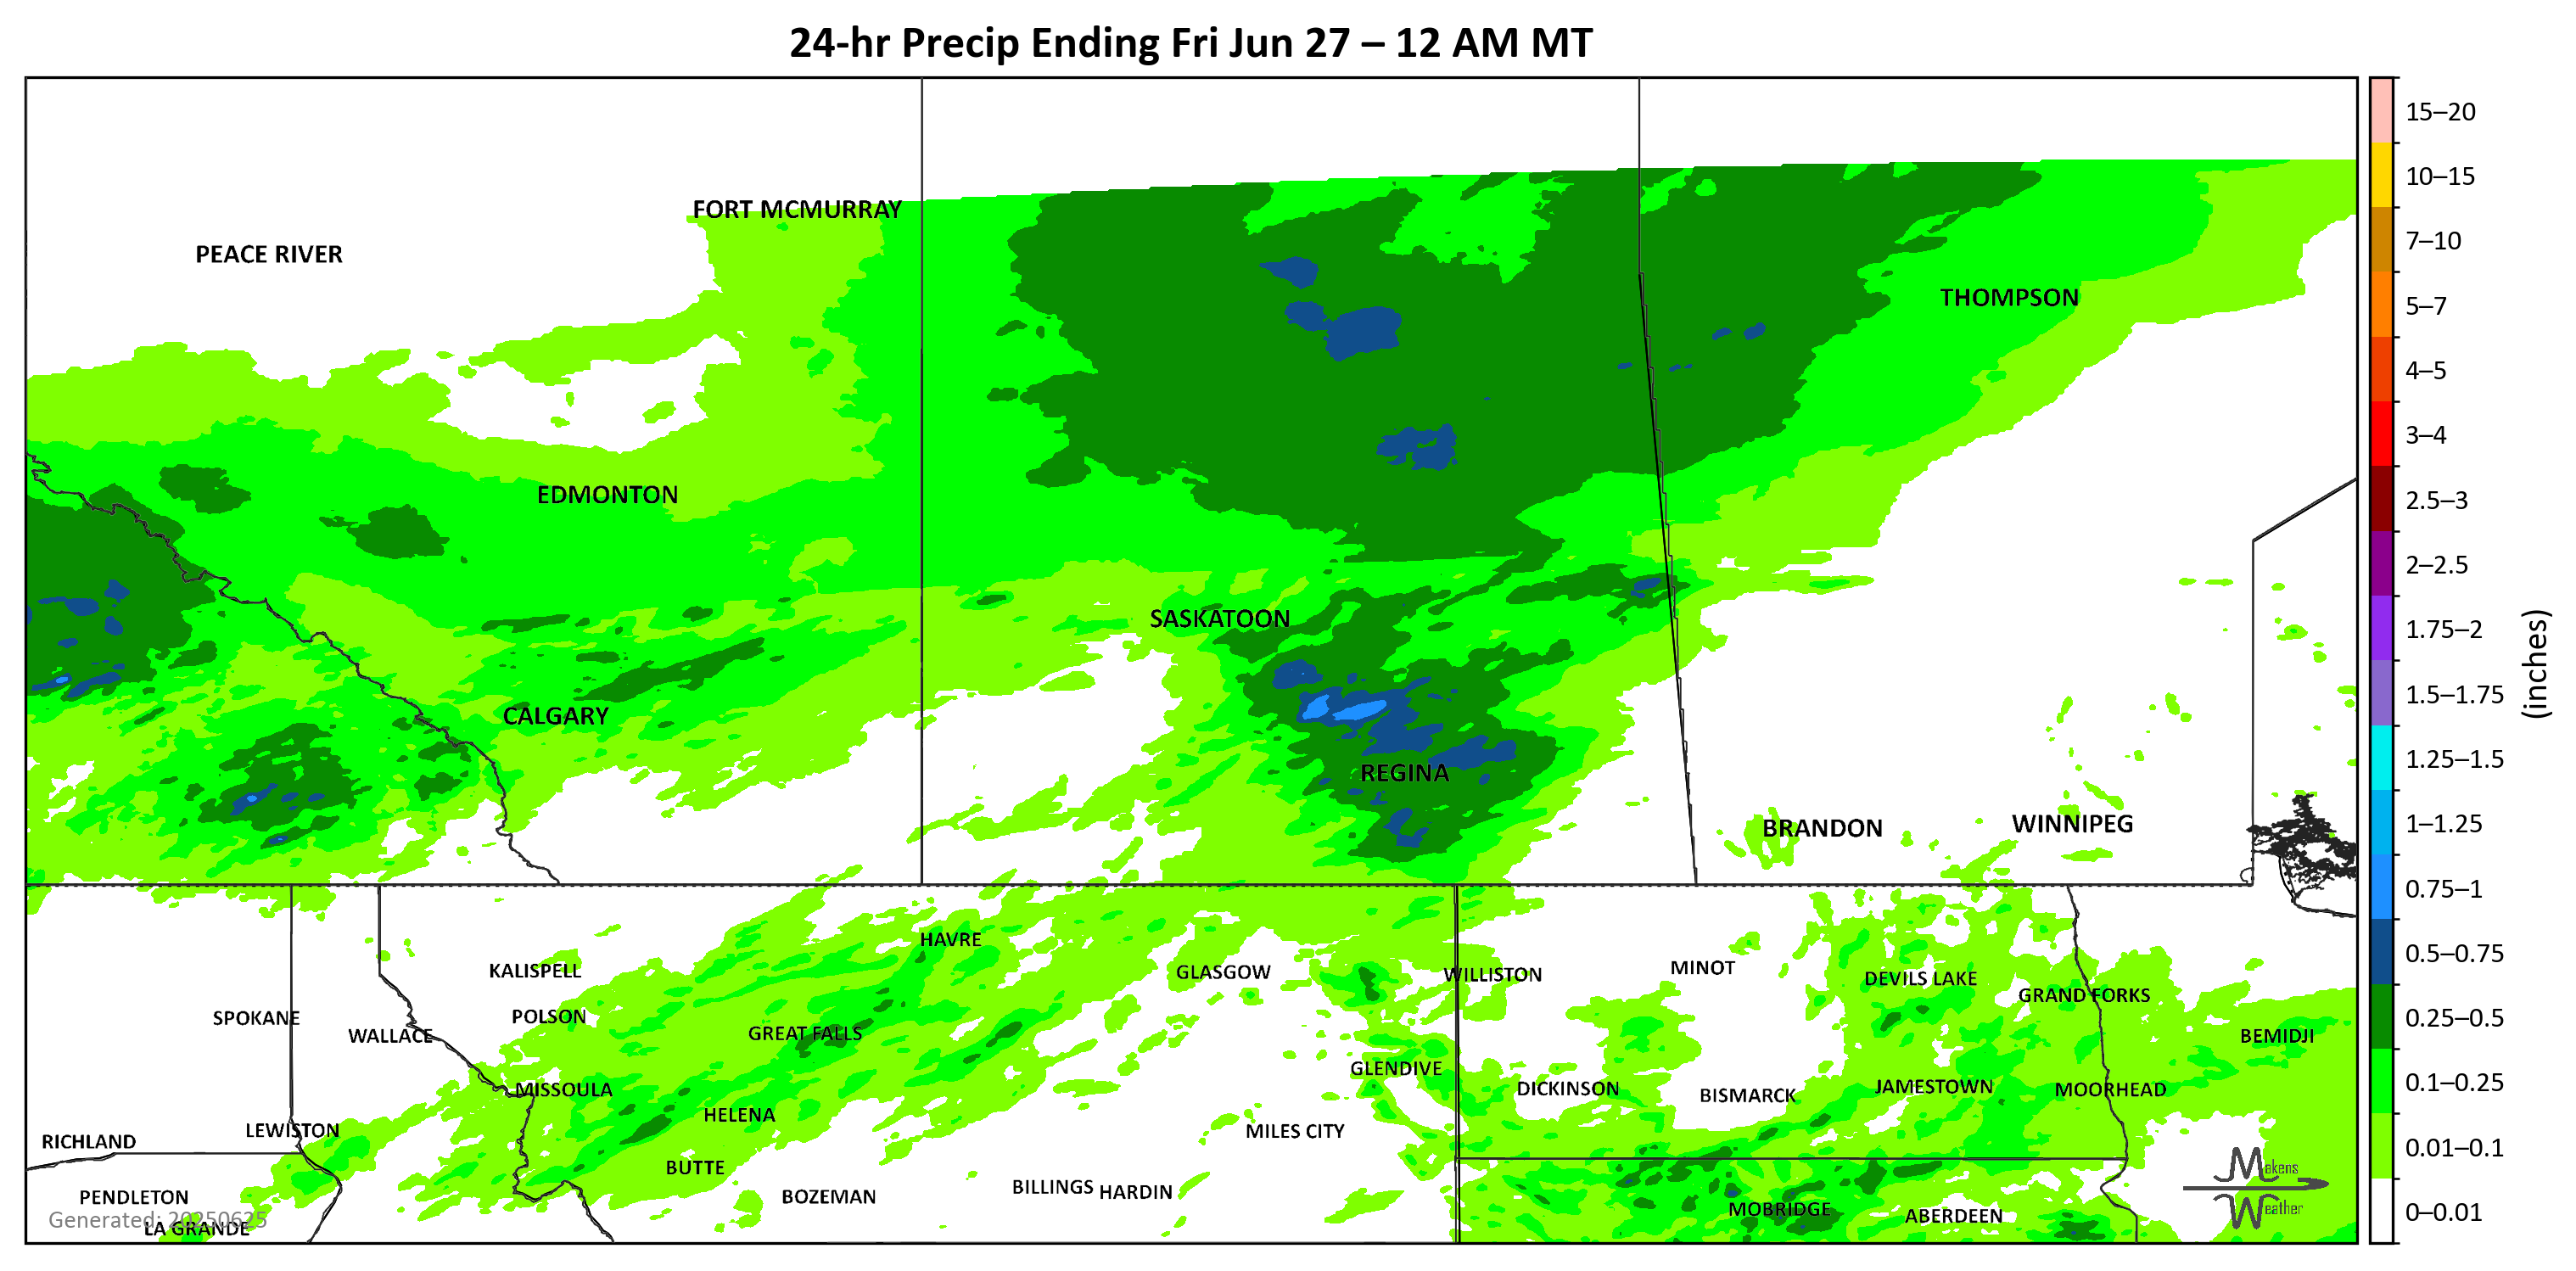 24-hr Precip Ending Fri Jun 27 – 12 AM MT
FORT MCMURRAY
PEACE RIVER
THOMPSON
EDMONTON
SASKATOON
CALGARY
REGINA
BRANDON
WINNIPEG
HAVRE
KALISPELL
GLASGOW
WILLISTON
MINOT
DEVILS LAKE
GRAND FORKS
SPOKANE
POLSON
WALLACE
GREAT FALLS
BEMIDJI
GLENDIVE
MISSOULA
DICKINSON
BISMARCK
JAMESTOWN
MOORHEAD
HELENA
LEWISTON
RICHLAND
MILES CITY
BUTTE
BILLINGS
HARDIN
PENDLETON
BOZEMAN
MOBRIDGE
ABERDEEN
Generated: 20250625
LA GRANDE
Makens
Weather
15–20
10–15
7–10
5–7
4–5
3–4
2.5–3
2–2.5
1.75–2
1.5–1.75
1.25–1.5
1–1.25
0.75–1
0.5–0.75
0.25–0.5
0.1–0.25
0.01–0.1
0–0.01
(inches)